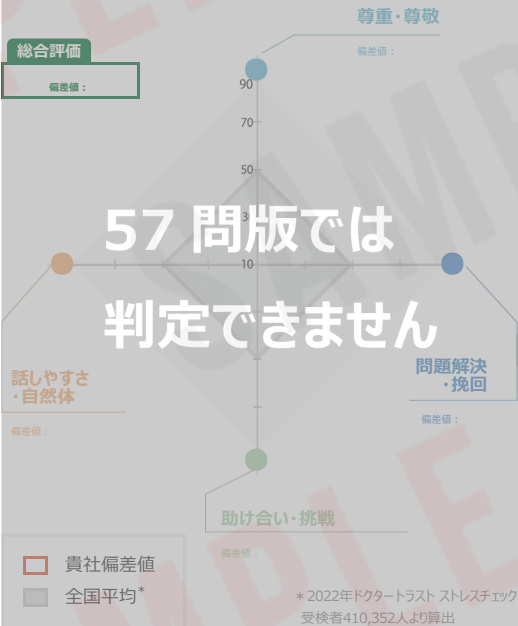 尊重・尊敬
偏差値：
総合評価
偏差値：
90
70
50
3
10
57 問版では
判定できません
話しやすさ
・自然体
偏差値：
問題解決
・挽回
偏差値：
助け合い・挑戦
偏差値：
貴社偏差値
全国平均*
＊2022年ドクタートラスト ストレスチェック
受検者410,352人より算出
SAMPLE